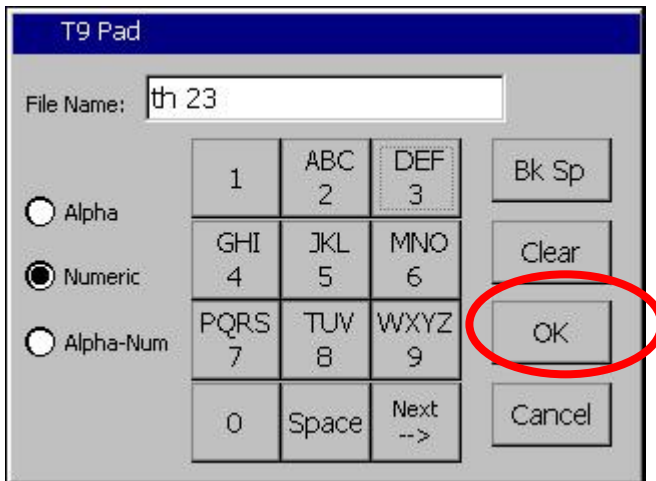 T9 Pad
File Name: th 23
1 ABC DEF Bk Sp
2 3
Alpha
GHI JKL MNO Clear
4 5 6
Numeric
PQRS TUV WXYZ OK
7 8 9
Alpha-Num
0 Space Next Cancel
-->